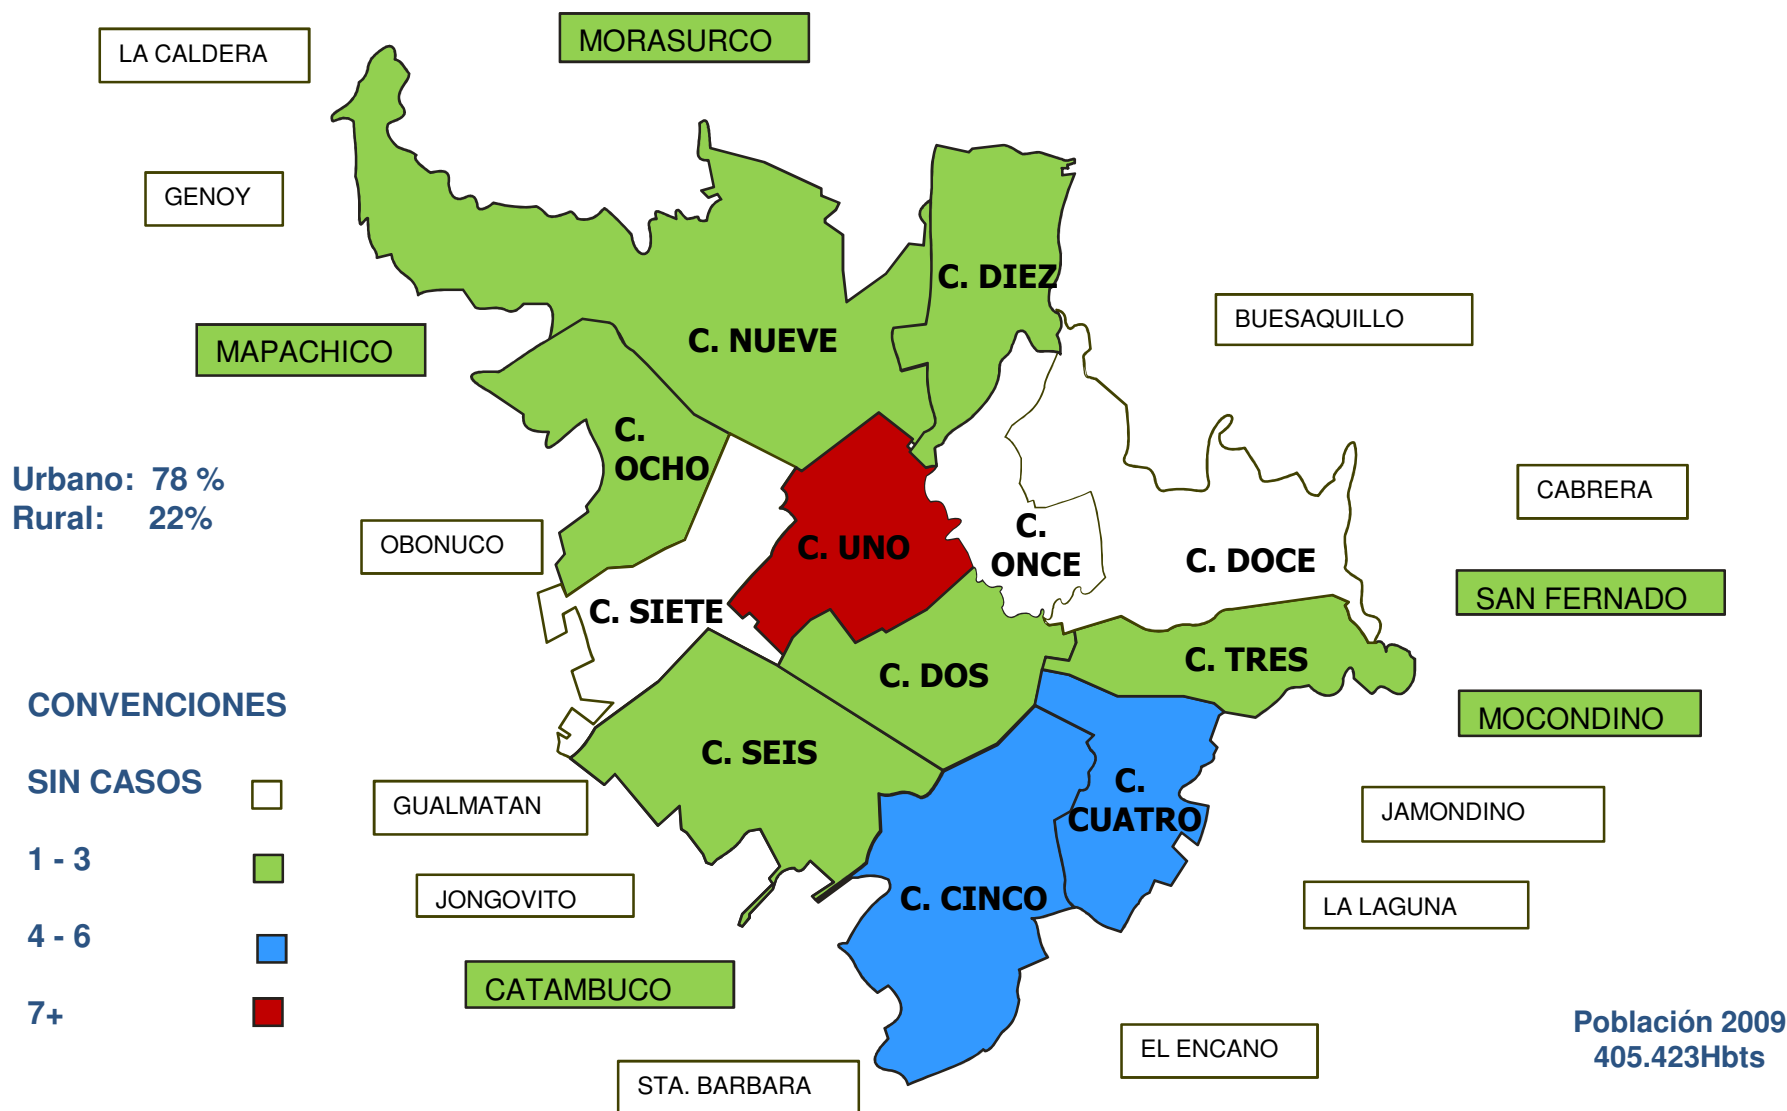 LA CALDERA
MORASURCO
GENOY
C. DIEZ
BUESAQUILLO
MAPACHICO
C. NUEVE
C.
OCHO
Urbano: 78 %
Rural: 22%
CABRERA
OBONUCO
C. UNO
C.
ONCE
C. DOCE
SAN FERNADO
C. SIETE
C. DOS
C. TRES
CONVENCIONES
MOCONDINO
C. SEIS
SIN CASOS
GUALMATAN
C.
CUATRO
JAMONDINO
1 - 3
JONGOVITO
C. CINCO
LA LAGUNA
4 - 6
CATAMBUCO
7+
Población 2009
405.423Hbts
EL ENCANO
STA. BARBARA